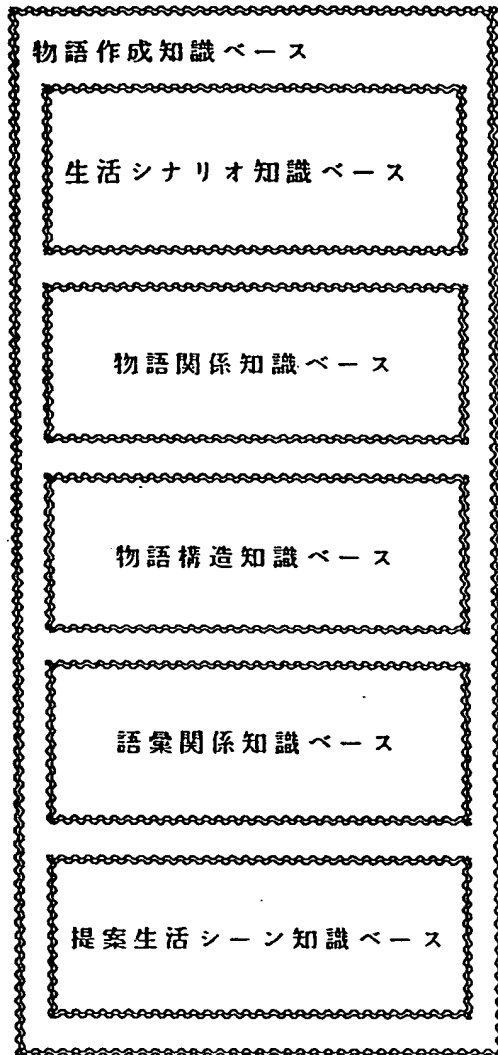 物語作成知識ベース
生活シナリオ知識ベース
物語関係知識ベース
物語構造知識ベース
語彙関係知識ベース
提案生活シーン知識ベース